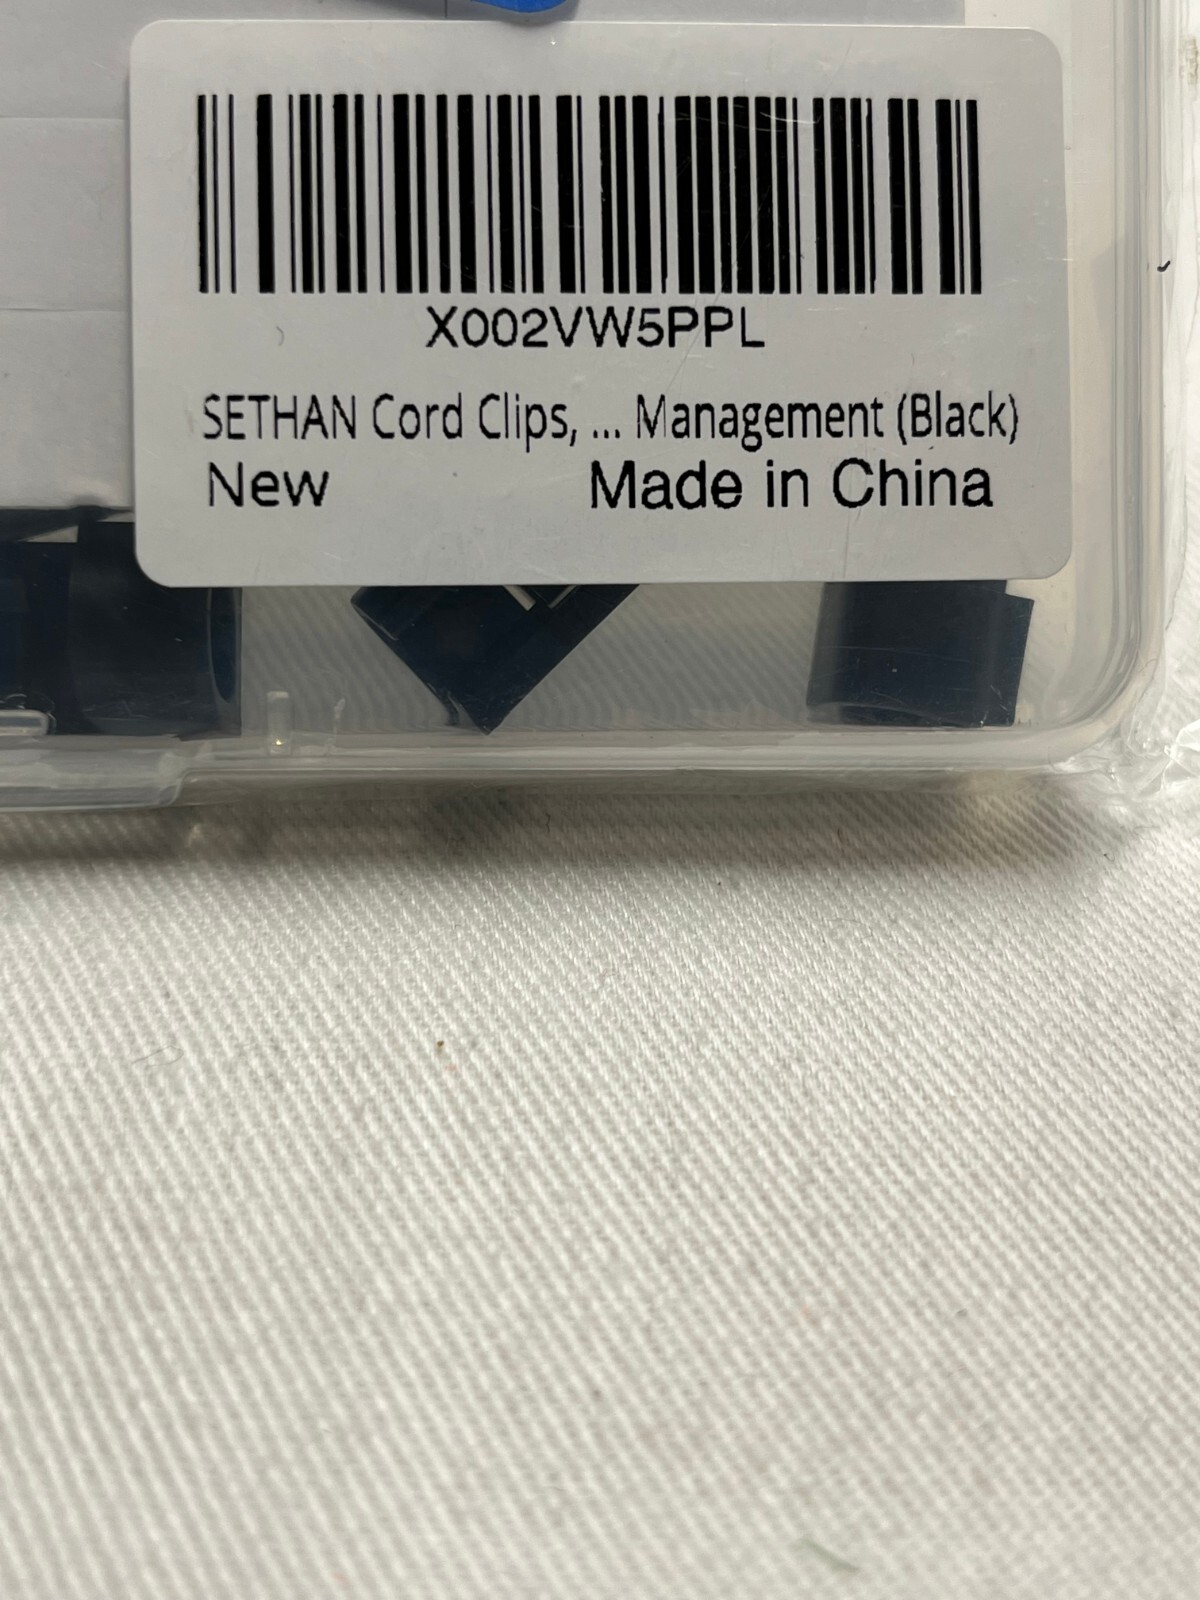 X002VW5PPL
SETHAN Cord Clips, ... Management (Black)
New Made in China